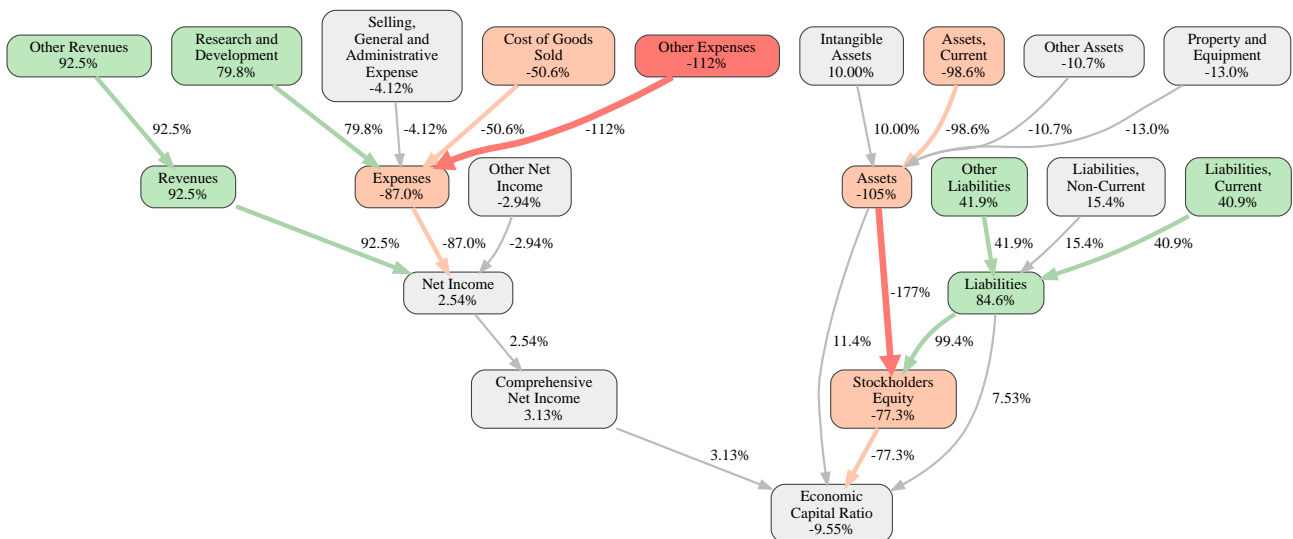 Other Revenues
92.5%
Research and
Development
79.8%
Selling,
General and
Administrative
Expense
-4.12%
Cost of Goods
Sold
-50.6%
Other Expenses
-112%
Intangible
Assets
10.00%
Assets,
Current
-98.6%
Other Assets
-10.7%
Property and
Equipment
-13.0%
92.5%
79.8%
-4.12%
-50.6%
-112%
10.00%
-98.6%
-10.7%
-13.0%
Revenues
92.5%
Expenses
-87.0%
Other Net
Income
-2.94%
Assets
-105%
Other
Liabilities
41.9%
Liabilities,
Non-Current
15.4%
Liabilities,
Current
40.9%
92.5%
-87.0%
-2.94%
41.9%
15.4%
40.9%
Net Income
2.54%
-177%
Liabilities
84.6%
2.54%
11.4%
99.4%
Comprehensive
Net Income
3.13%
Stockholders
Equity
-77.3%
7.53%
3.13%
-77.3%
Economic
Capital Ratio
-9.55%